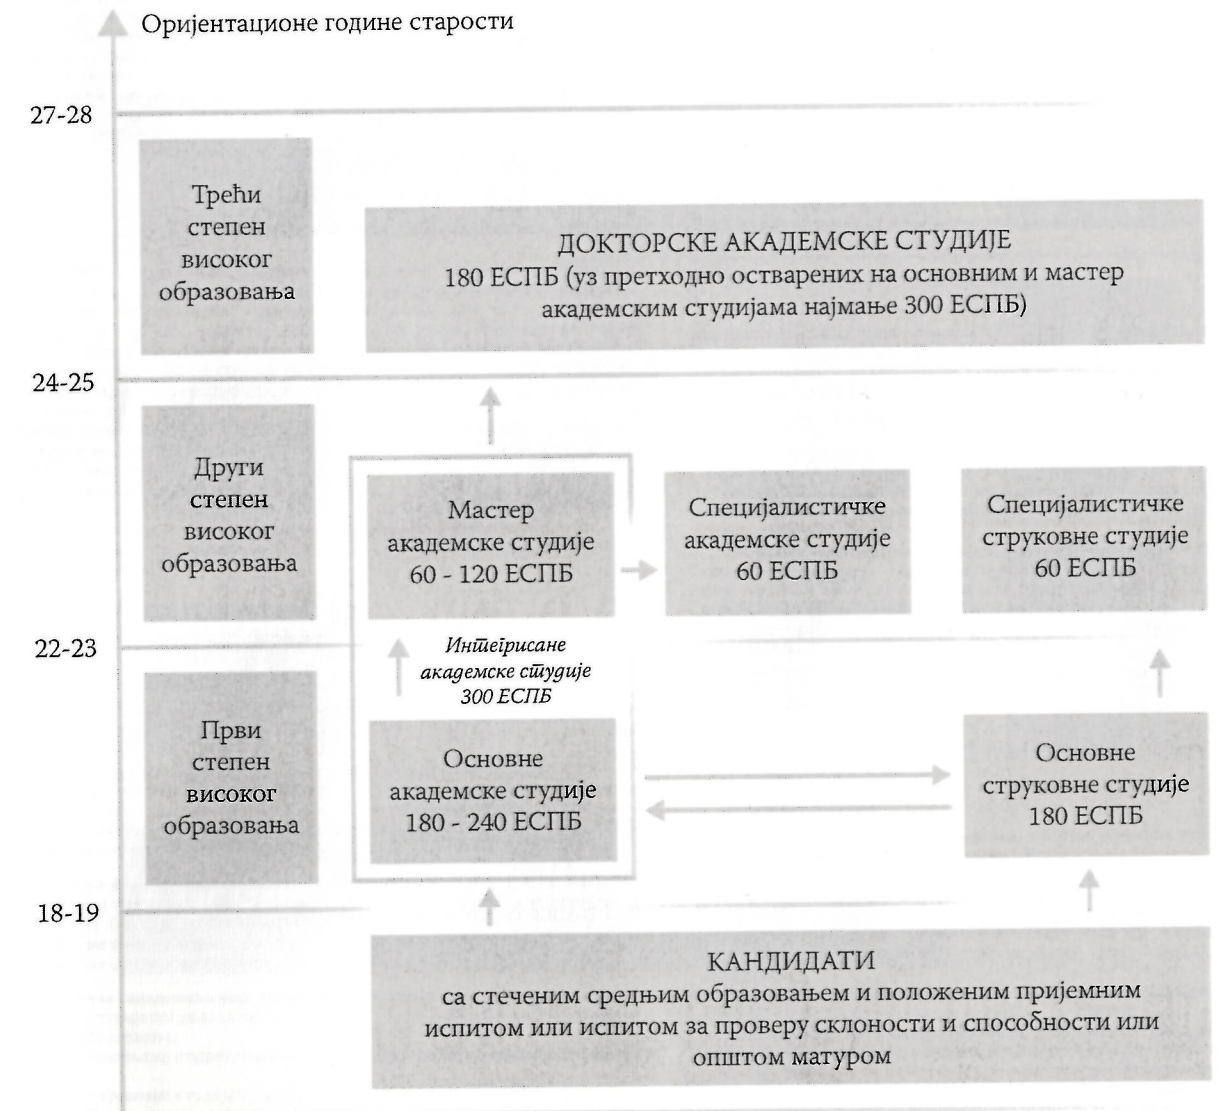 Оријентационе године старости
27-28
Трећи
степен
високог
образовања
ДОКТОРСКЕ АКАДЕМСКЕ СТУДИЈЕ
180 ЕСПБ (уз претходно остварених на основним и мастер
академским студијама најмање 300 ЕСПБ)
24-25
Други
степен
високог
образовања
Мастер
академске студије
60 - 120 ЕСПБ
Специјалистичке
академске студије
60 ЕСПБ
Специјалистичке
струковне студије
60 ЕСПБ
22-23
Интегрисане
академске студије
300 ЕСПБ
Први
степен
високог
образовања
Основне
академске студије
180 - 240 ЕСПБ
Основне
струковне студије
180 ЕСПБ
18-19
КАНДИДАТИ
са стеченим средњим образовањем и положеним пријемним
испитом или испитом за проверу склоности и способности или
општом матуром